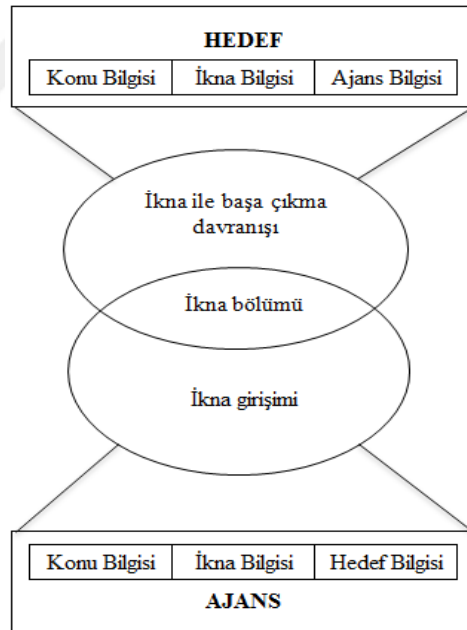 HEDEF
Konu Bilgisi İkna Bilgisi Ajans Bilgisi
İkna ile başa çıkma
davranışı
İkna bölümü
İkna girişimi
Konu Bilgisi İkna Bilgisi Hedef Bilgisi
AJANS